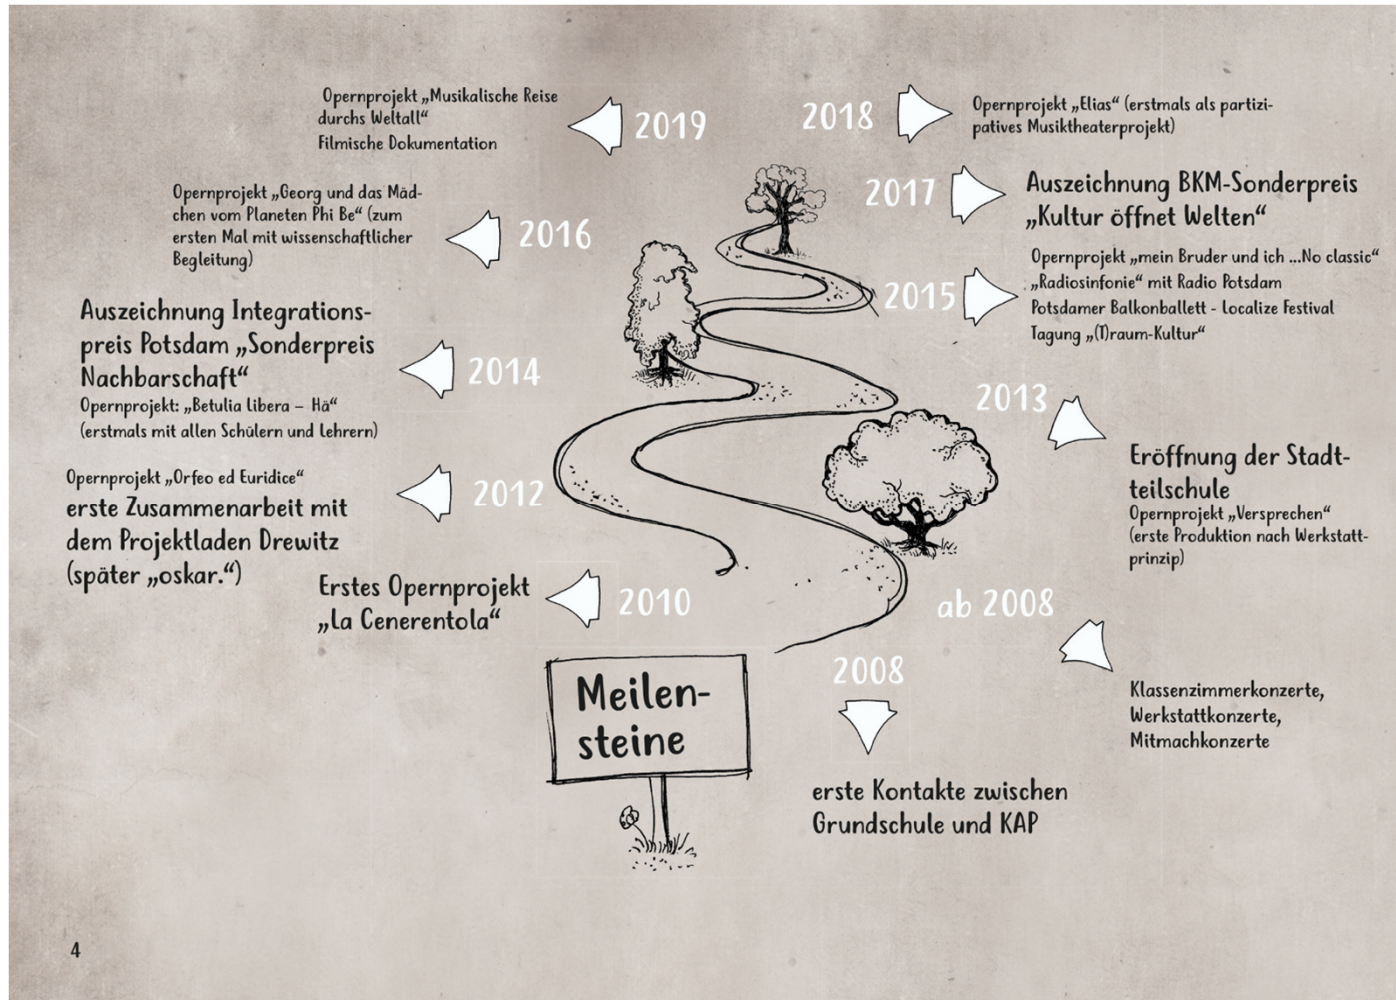 Opernprojekt „Musikalische Reise
durchs Weltall“
Filmische Dokumentation
2019
2018
Opernprojekt „Elias“ (erstmals als partizi-
patives Musiktheaterprojekt)
Opernprojekt „Georg und das Mäd-
chen vom Planeten Phi Be“ (zum
ersten Mal mit wissenschaftlicher
Begleitung)
2016
2017
Auszeichnung BKM-Sonderpreis
„Kultur öffnet Welten“
2015
Opernprojekt „mein Bruder und ich ...No classic“
„Radiosinfonie“ mit Radio Potsdam
Potsdamer Balkonballett - Localize Festival
Tagung „(T)raum-Kultur“
Auszeichnung Integrations-
preis Potsdam „Sonderpreis
Nachbarschaft“
Opernprojekt: „Betulia Libera – Hä“
(erstmals mit allen Schülern und Lehrern)
2014
2013
Eröffnung der Stadt-
teilschule
Opernprojekt „Versprechen“
(erste Produktion nach Werkstatt-
prinzip)
Opernprojekt „Orfeo ed Euridice“
erste Zusammenarbeit mit
dem Projektladen Drewitz
(später „oskar.“)
2012
Erstes Opernprojekt
„La Cenerentola“
2010
ab 2008
Klassenzimmerkonzerte,
Werkstattkonzerte,
Mitmachkonzerte
2008
erste Kontakte zwischen
Grundschule und KAP
Meilen-
steine
4